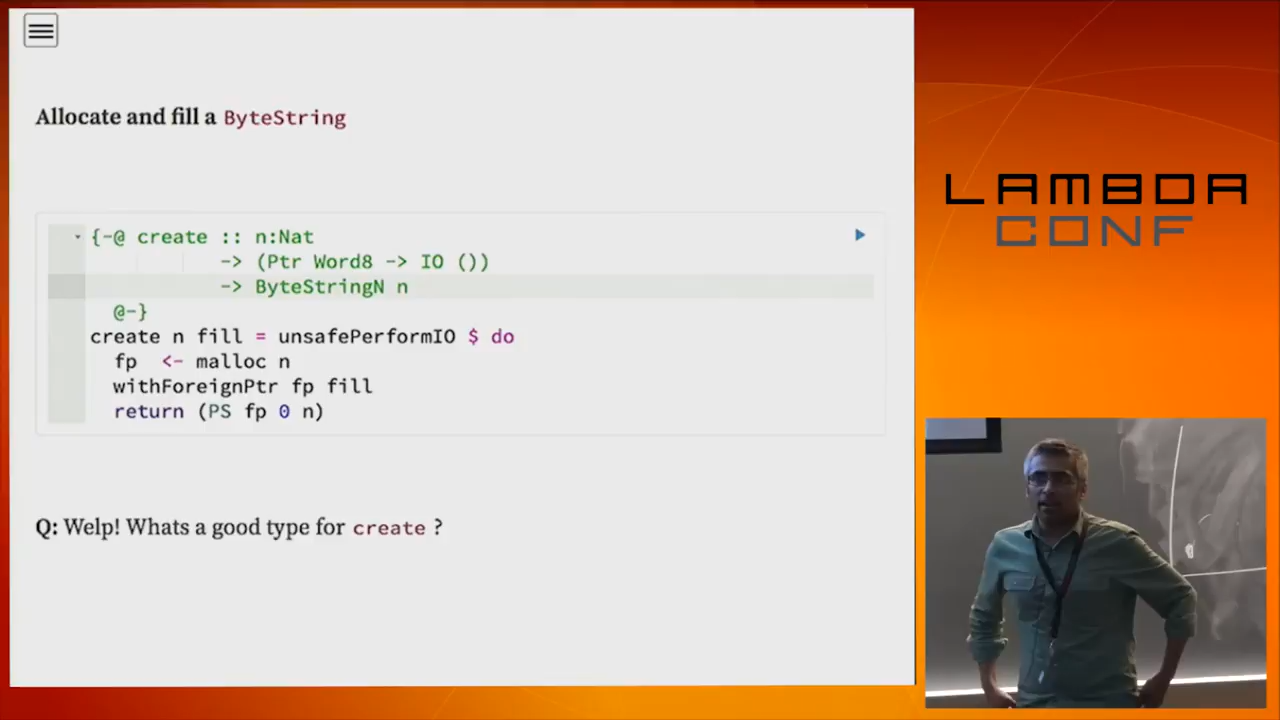 Allocate and fill a ByteString
{-@ create :: n:Nat
-> (Ptr Word8 -> IO ())
-> ByteStringN n
@-}
create n fill = unsafePerformIO $ do
fp <- malloc n
withForeignPtr fp fill
return (PS fp 0 n)
Q: Welp! Whats a good type for create ?
LAMBDA
CONF